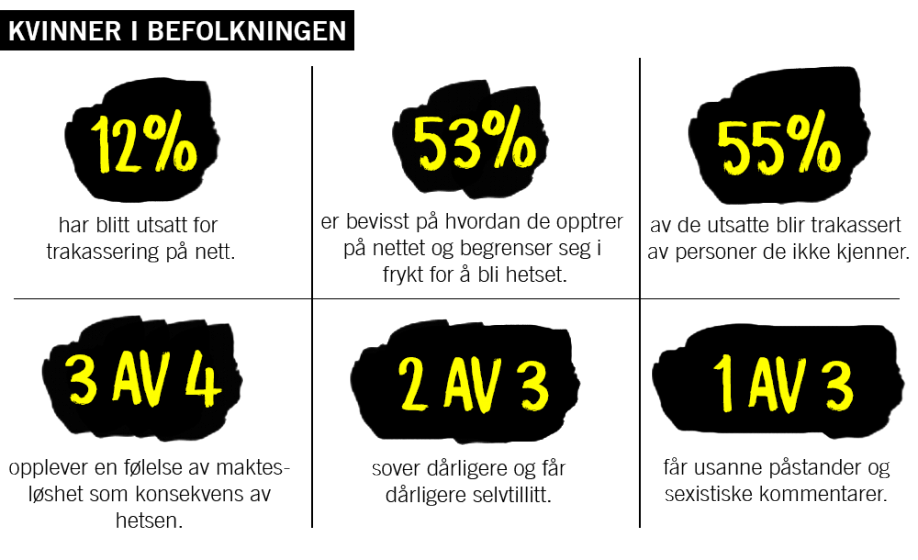 KVINNER I BEFOLKNINGEN
12%
har blitt utsatt for
trakassering på nett.
53%
er bevisst på hvordan de opptrer
på nettet og begrenser seg i
frykt for å bli hetset.
55%
av de utsatte blir trakassert
av personer de ikke kjenner.
3 AV 4
opplever en følelse av maktes-
løshet som konsekvens av
hetsen.
2 AV 3
sover dårligere og får
dårligere selvtillitt.
1 AV 3
får usanne påstander og
sexistiske kommentarer.